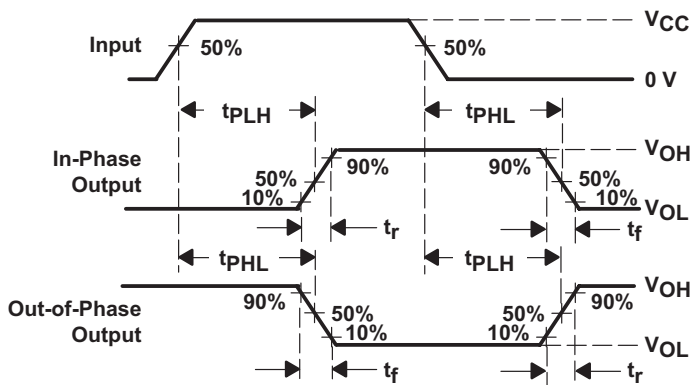 VCC
Input
50%
50%
0 V
tPLH
tPHL
In-Phase
Output
VOH
90%
90%
50%
50%
10%
10%
VOL
tr
tf
tPHL
tPLH
Out-of-Phase
Output
VOH
90%
90%
50%
50%
10%
10%
VOL
tf
tr